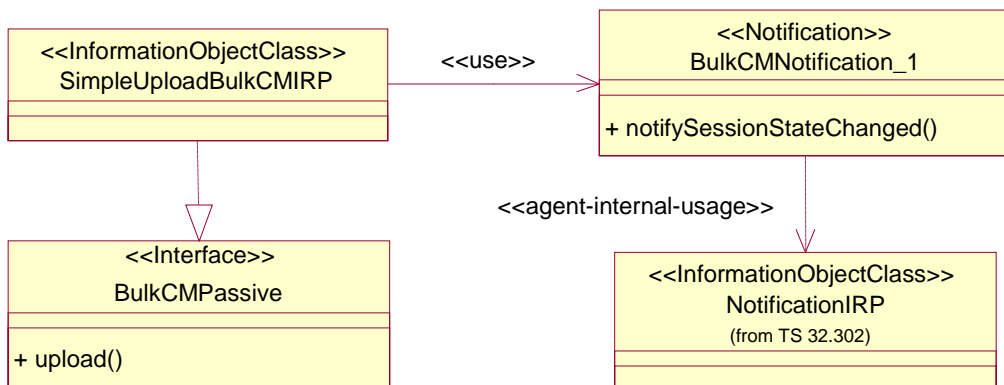 <<InformationObjectClass>>
SimpleUploadBulkCMIRP
<<use>>
<<Notification>>
BulkCMNotification_1
+ notifySessionStateChanged()
<<agent-internal-usage>>
<<Interface>>
BulkCMPassive
+ upload()
<<InformationObjectClass>>
NotificationIRP
(from TS 32.302)